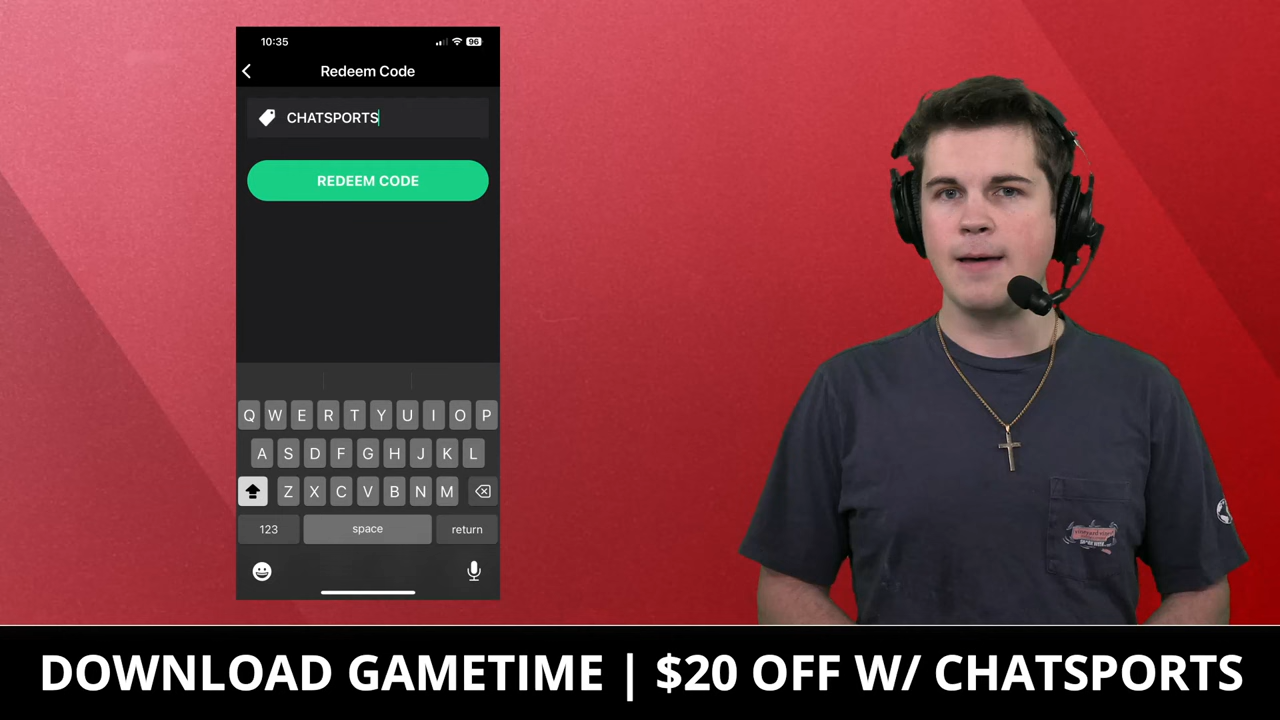 10:35
96
Redeem Code
CHATSPORTS
REDEEM CODE
Q W E R T Y U I O P
A S D F G H J K L
Z X C V B N M
123 space return
DOWNLOAD GAMETIME | $20 OFF W/ CHATSPORTS